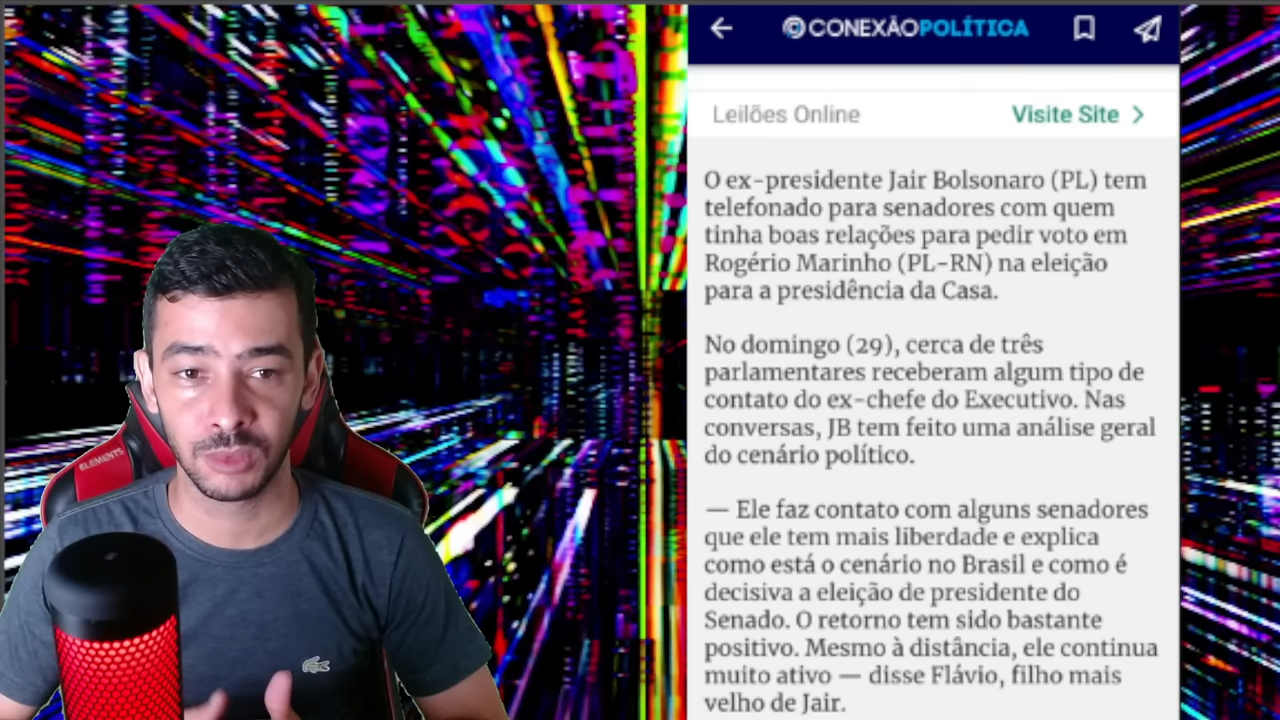 CONEXÃOPOLÍTICA
Leilões Online
Visite Site
O ex-presidente Jair Bolsonaro (PL) tem
telefonado para senadores com quem
tinha boas relações para pedir voto em
Rogério Marinho (PL-RN) na eleição
para a presidência da Casa.
No domingo (29), cerca de três
parlamentares receberam algum tipo de
contato do ex-chefe do Executivo. Nas
conversas, JB tem feito uma análise geral
do cenário político.
— Ele faz contato com alguns senadores
que ele tem mais liberdade e explica
como está o cenário no Brasil e como é
decisiva a eleição de presidente do
Senado. O retorno tem sido bastante
positivo. Mesmo à distância, ele continua
muito ativo — disse Flávio, filho mais
velho de Jair.
ELEMENTS